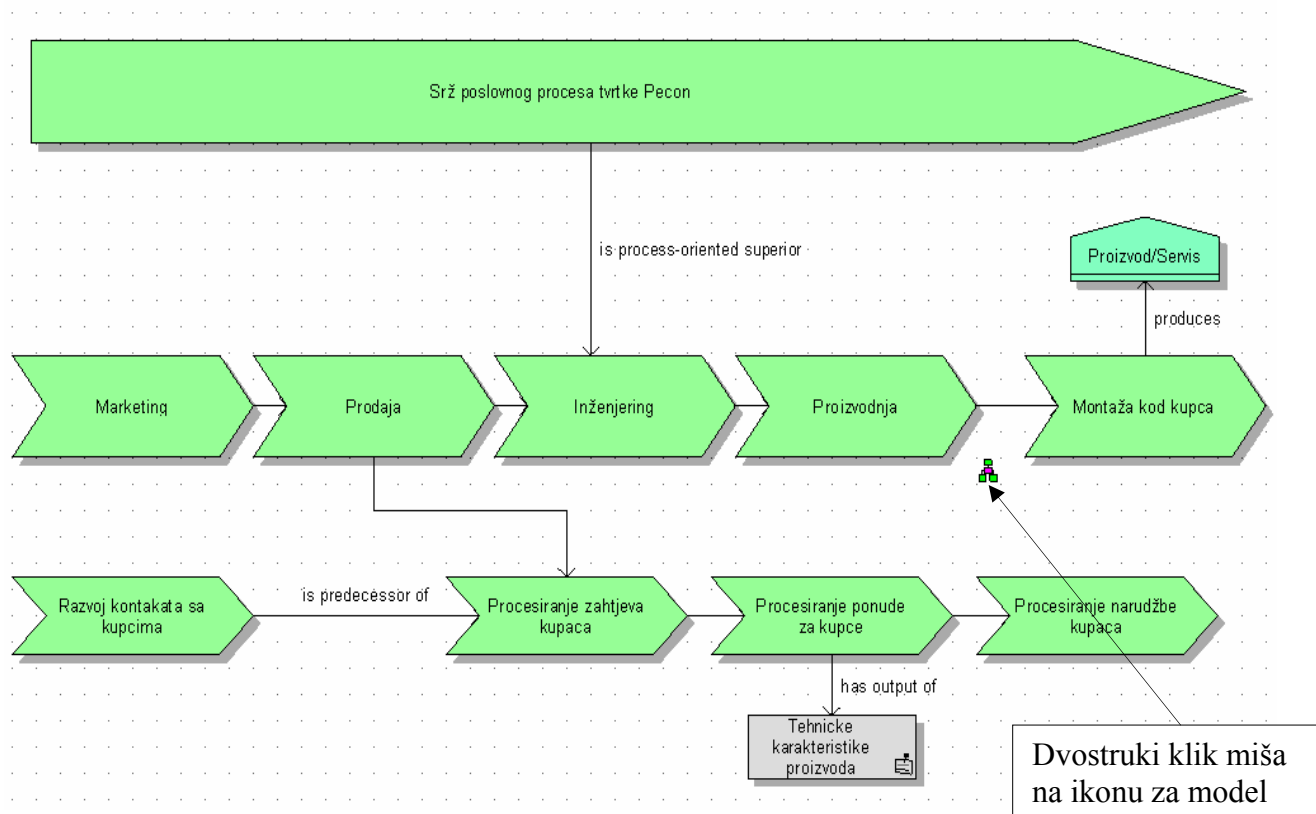 Srž poslovnog procesa tvrtke Pecon
is process-oriented superior
Proizvod/Servis
produces
Marketing
Prodaja
Inženjering
Proizvodnja
Montaža kod kupca
Razvoj kontakata sa
kupcima
is predecessor of
Procesiranje zahtjeva
kupaca
Procesiranje ponude
za kupce
Procesiranje narudžbe
kupaca
has output of
Tehnicke
karakteristike
proizvoda
Dvostruki klik miša
na ikonu za model